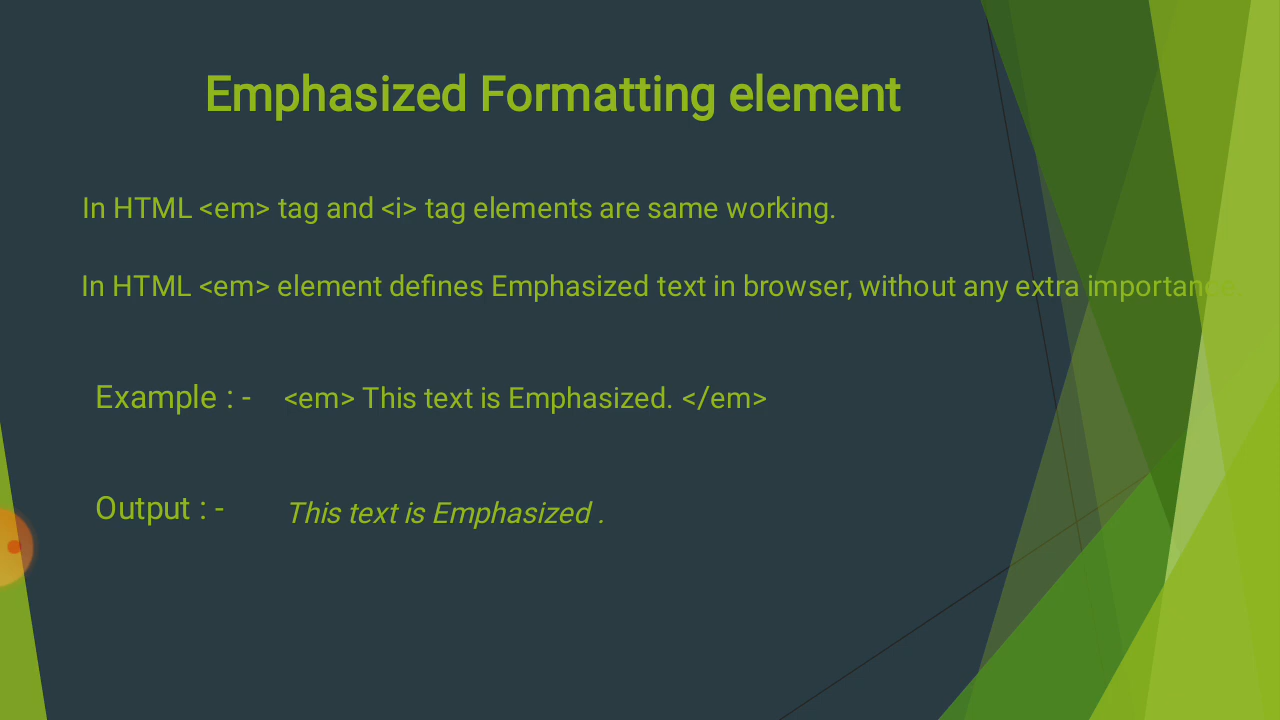 Emphasized Formatting element
In HTML <em> tag and <i> tag elements are same working.
In HTML <em> element defines Emphasized text in browser, without any extra importance.
Example : - <em> This text is Emphasized. </em>
Output : - This text is Emphasized .